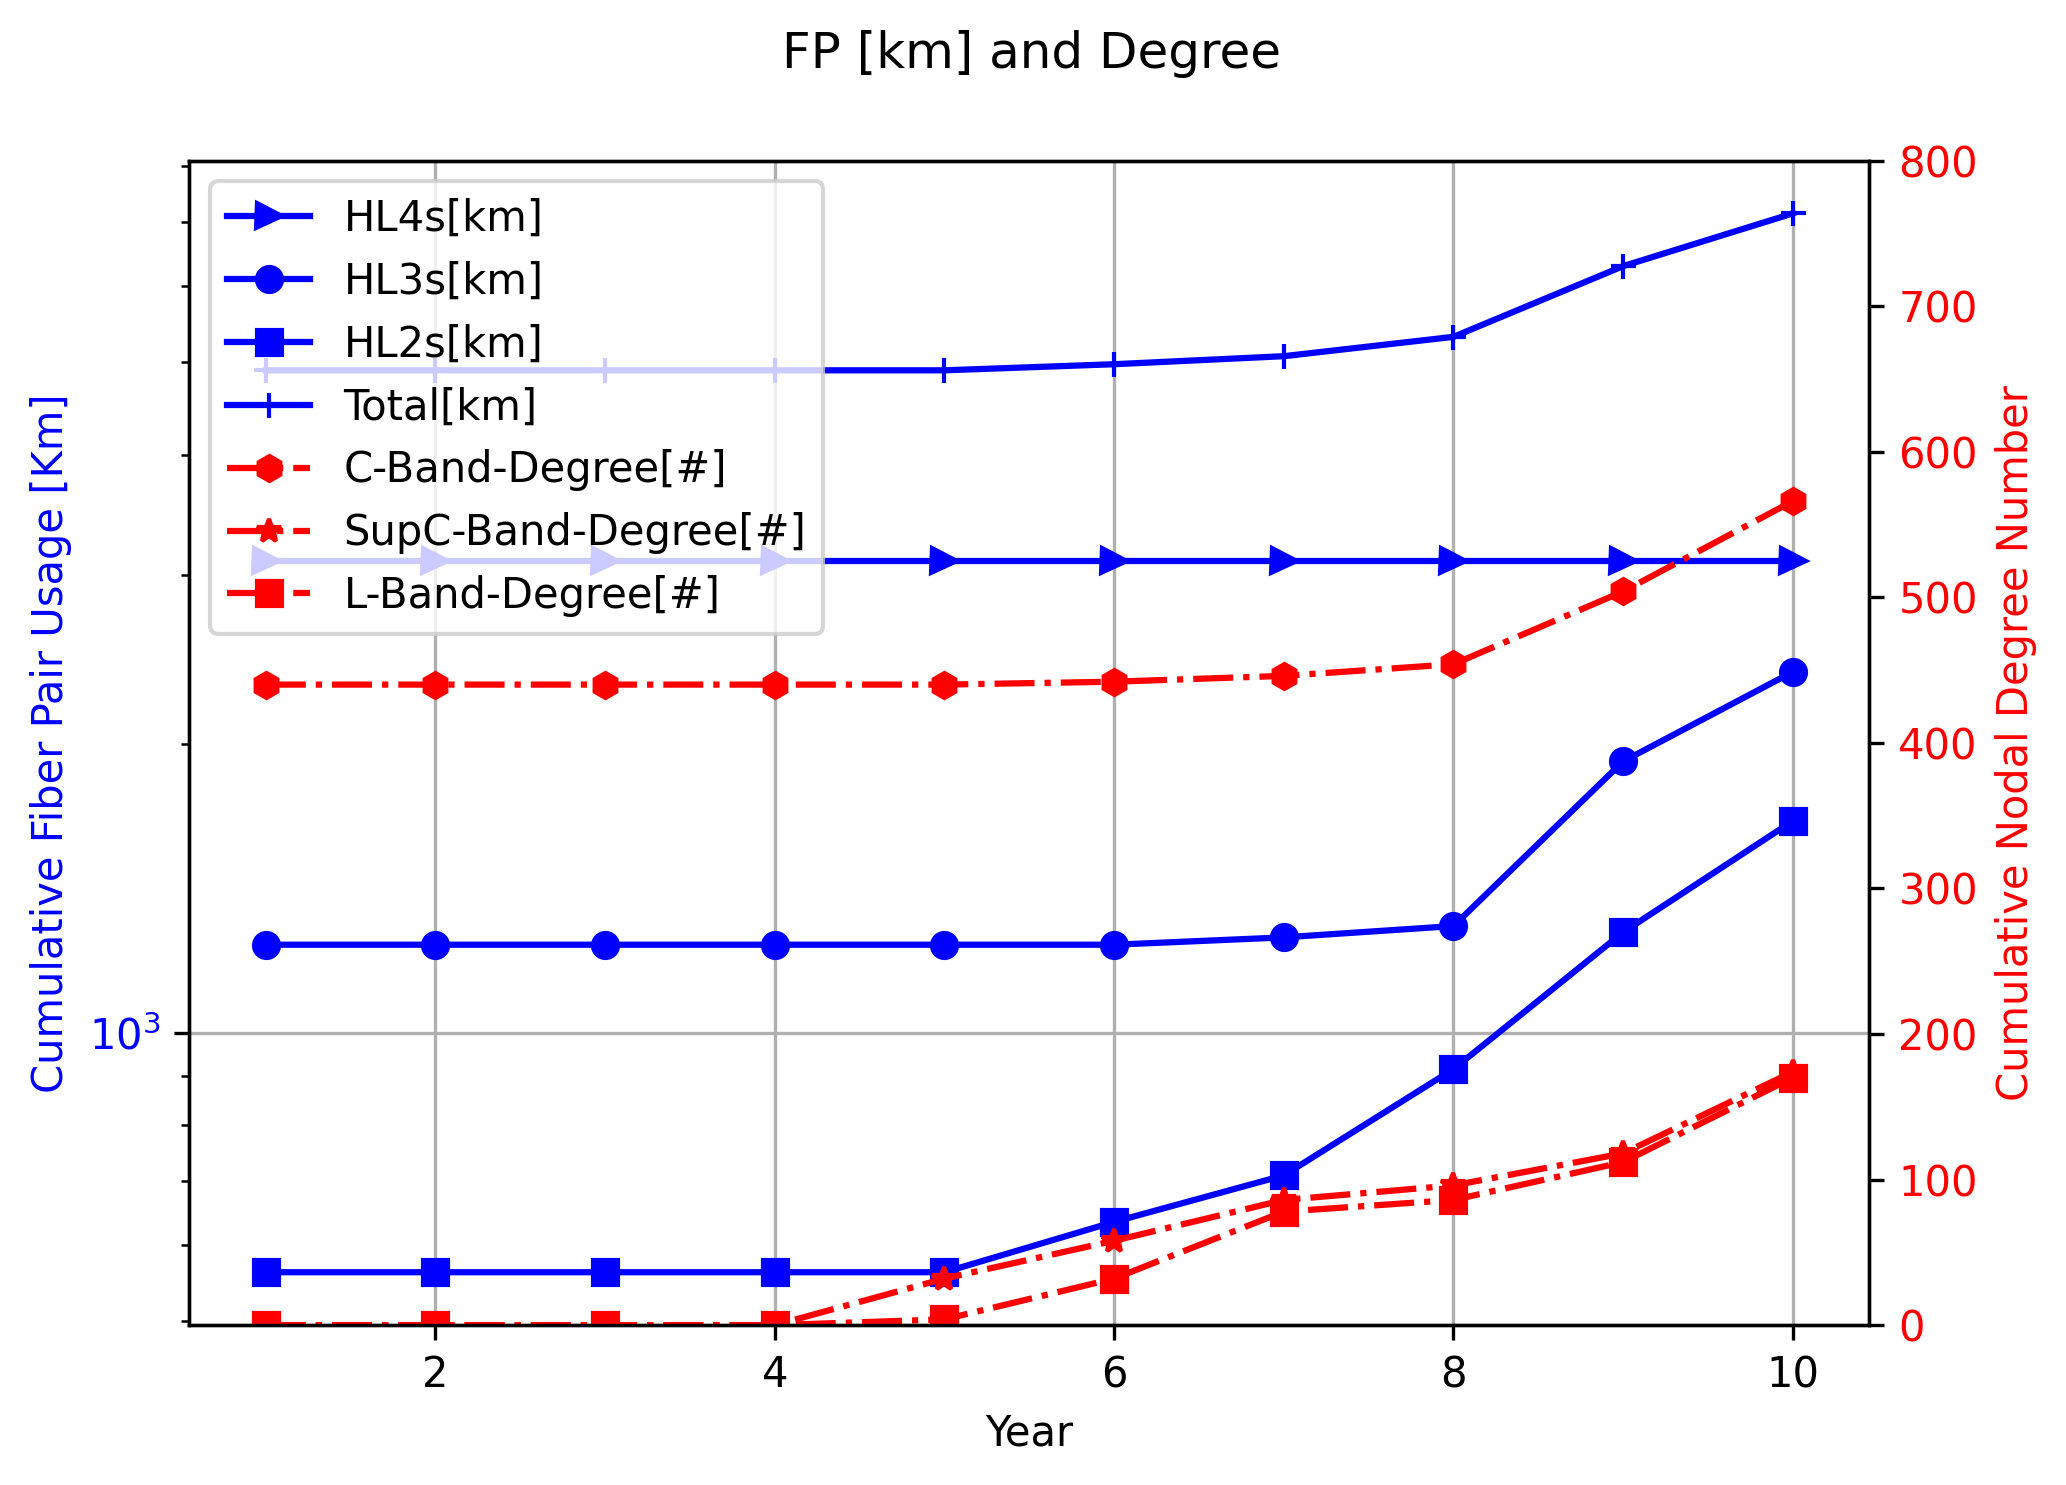 FP [km] and Degree
HL4s[km]
HL3s[km]
HL2s[km]
Total[km]
C-Band-Degree[#]
SupC-Band-Degree[#]
L-Band-Degree[#]
Cumulative Fiber Pair Usage [Km]
10³
800
700
600
500
400
300
200
100
0
Cumulative Nodal Degree Number
2 4 6 8 10
Year